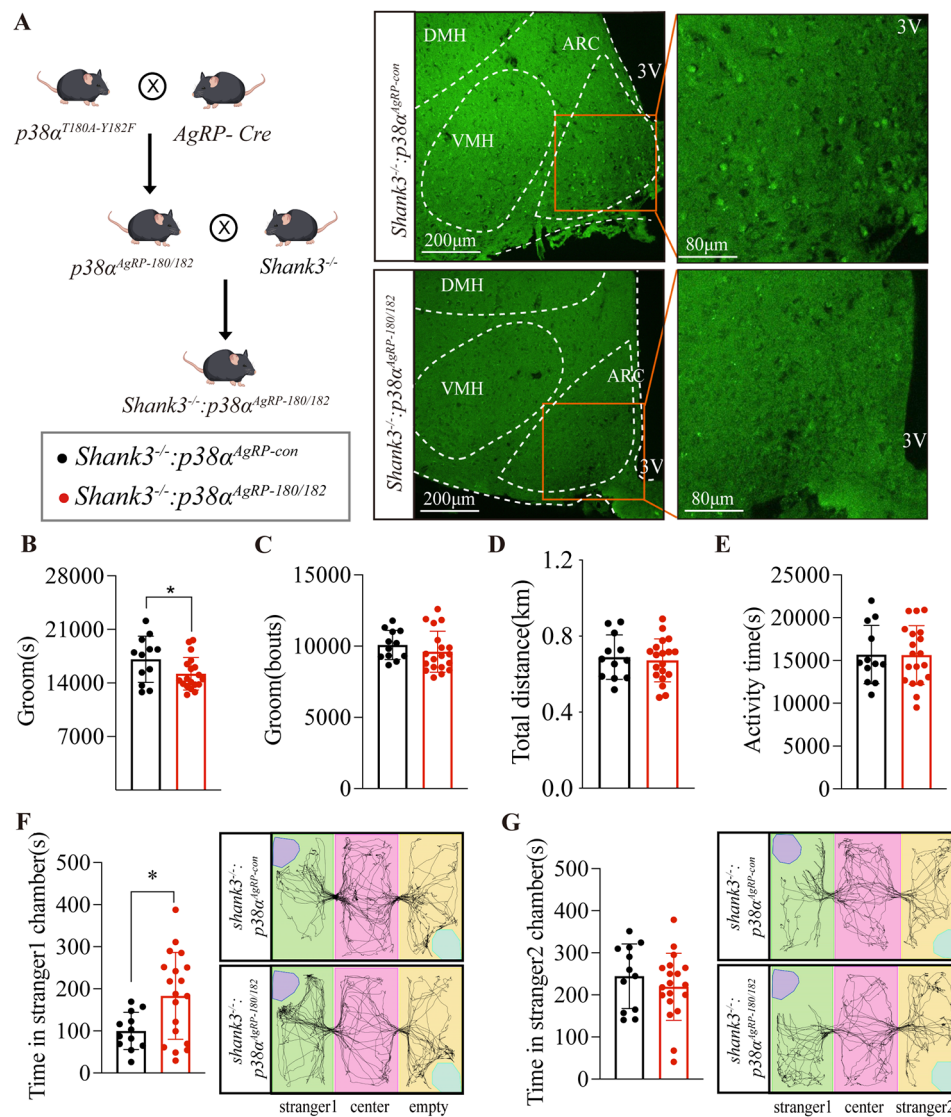 A
p38α^T180A-Y182F
X
AgRP- Cre
p38α^AgRP-180/182
X
Shank3^-/-
Shank3^-/-:p38α^AgRP-180/182
• Shank3^-/-:p38α^AgRP-con
• Shank3^-/-:p38α^AgRP-180/182
Shank3^-/-:p38α^AgRP-con
DMH
ARC
3V
VMH
200μm
3V
80μm
Shank3^-/-:p38α^AgRP-180/182
DMH
ARC
VMH
3V
200μm
3V
80μm
B
Groom(s)
28000
21000
14000
7000
*
C
Groom(bouts)
15000
10000
5000
0
D
Total distance(km)
1.2
0.8
0.4
0.0
E
Activity time(s)
25000
20000
15000
10000
5000
0
F
Time in stranger1 chamber(s)
500
400
300
200
100
0
*
shank3^-/-:
p38α^AgRP-con
shank3^-/-:
p38α^AgRP-180/182
stranger1 center empty
G
Time in stranger2 chamber(s)
500
400
300
200
100
0
shank3^-/-:
p38α^AgRP-con
shank3^-/-:
p38α^AgRP-180/182
stranger1 center stranger2